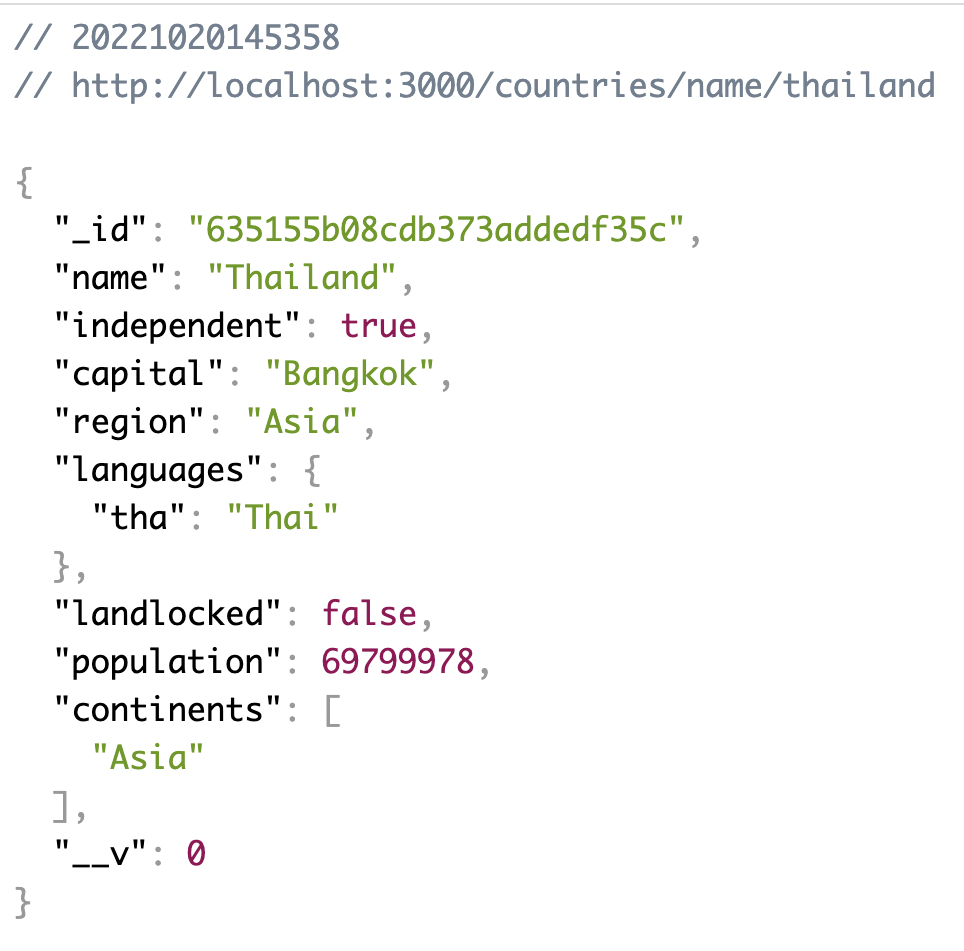 // 20221020145358
// http://localhost:3000/countries/name/thailand
{
"_id": "635155b08cdb373addedf35c",
"name": "Thailand",
"independent": true,
"capital": "Bangkok",
"region": "Asia",
"languages": {
"tha": "Thai"
},
"landlocked": false,
"population": 69799978,
"continents": [
"Asia"
],
"__v": 0
}